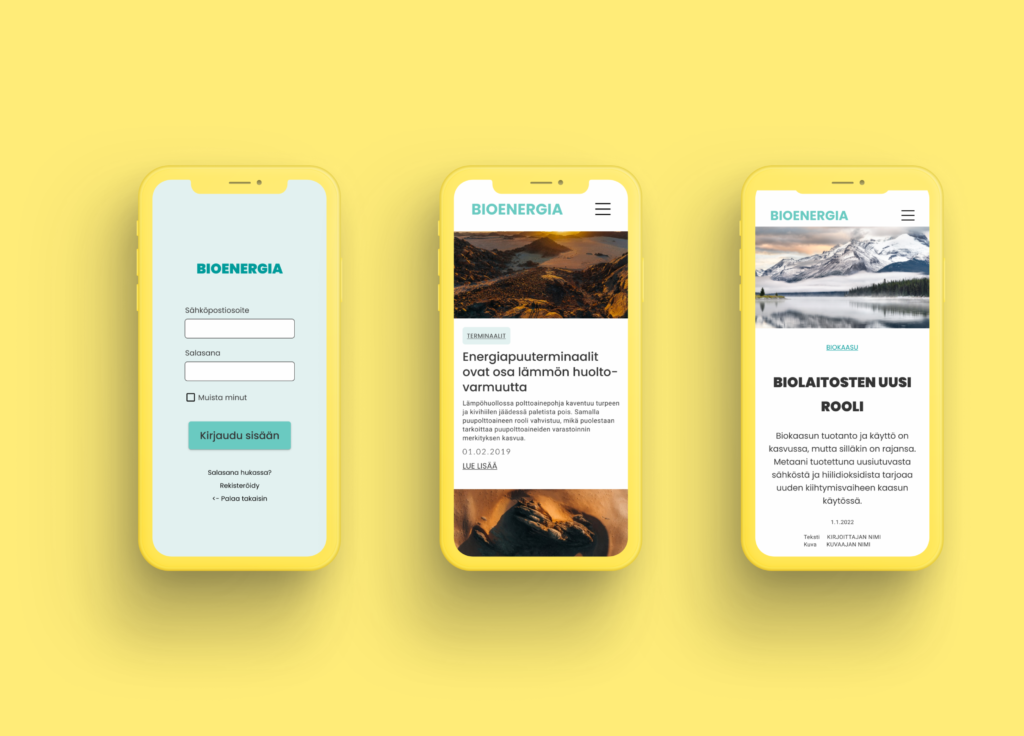 BIOENERGIA
Sähköpostiosoite
Salasana
Muista minut
Kirjaudu sisään
Salasana hukassa?
Rekisteröidy
<- Palaa takaisin
BIOENERGIA
TERMINAALIT
Energiapuuterminaalit
ovat osa lämmön huolto-
varmuutta
Lämpöhuollossa polttoainepohja kaventuu turpeen
ja kivihiilen jäädessä paletista pois. Samalla
puupolttoaineen rooli vahvistuu, mikä puolestaan
tarkoittaa puupolttoaineiden varastoinnin
merkityksen kasvua.
01.02.2019
LUE LISÄÄ
BIOENERGIA
BIOKAASU
BIOLAITOSTEN UUSI
ROOLI
Biokaasun tuotanto ja käyttö on
kasvussa, mutta silläkin on rajansa.
Metaani tuotettuna uusiutuvasta
sähköstä ja hiilidioksidista tarjoaa
uuden kiihtymisvaiheen kaasun
käytössä.
1.1.2022
Teksti KIRJOITTAJAN NIMI
Kuva KUVAAJAN NIMI